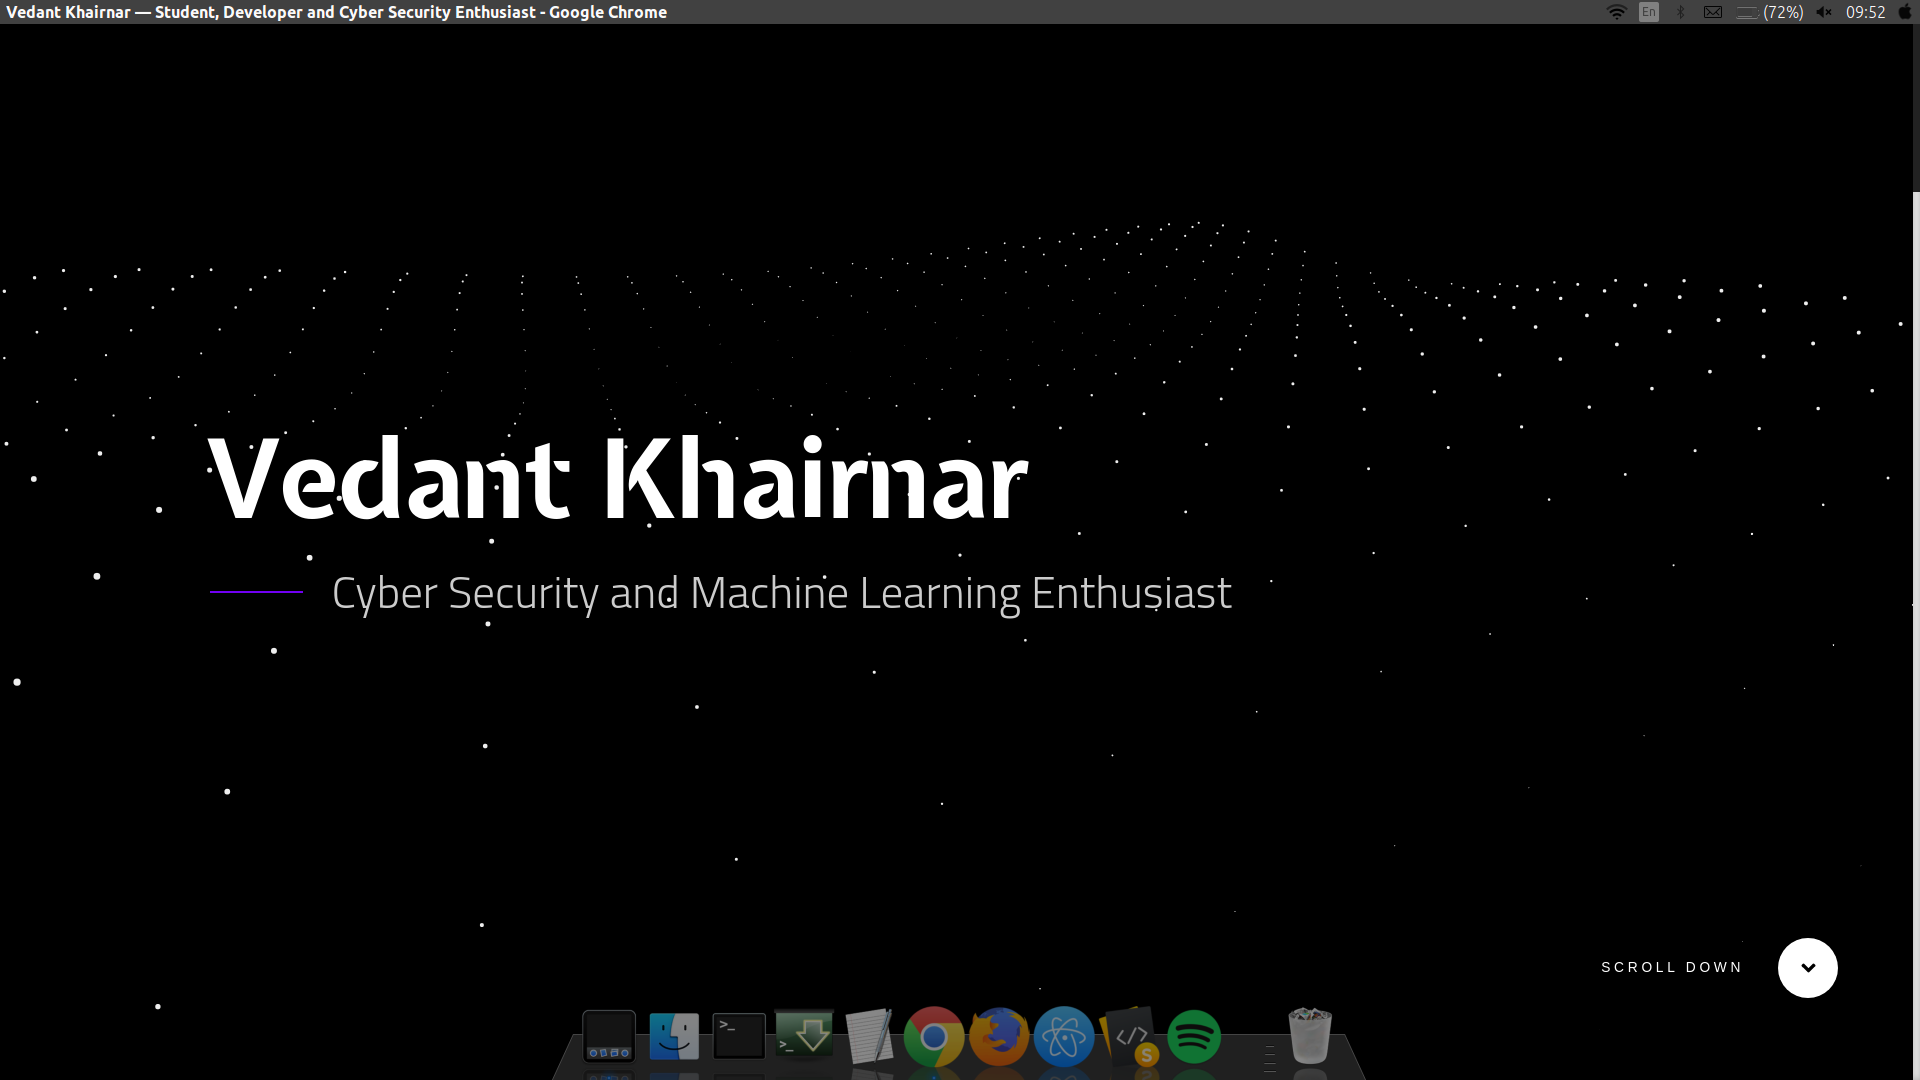 Vedant Khairnar — Student, Developer and Cyber Security Enthusiast - Google Chrome
En (72%) 09:52
Vedant Khairnar
Cyber Security and Machine Learning Enthusiast
SCROLL DOWN
>_
>_
</> S